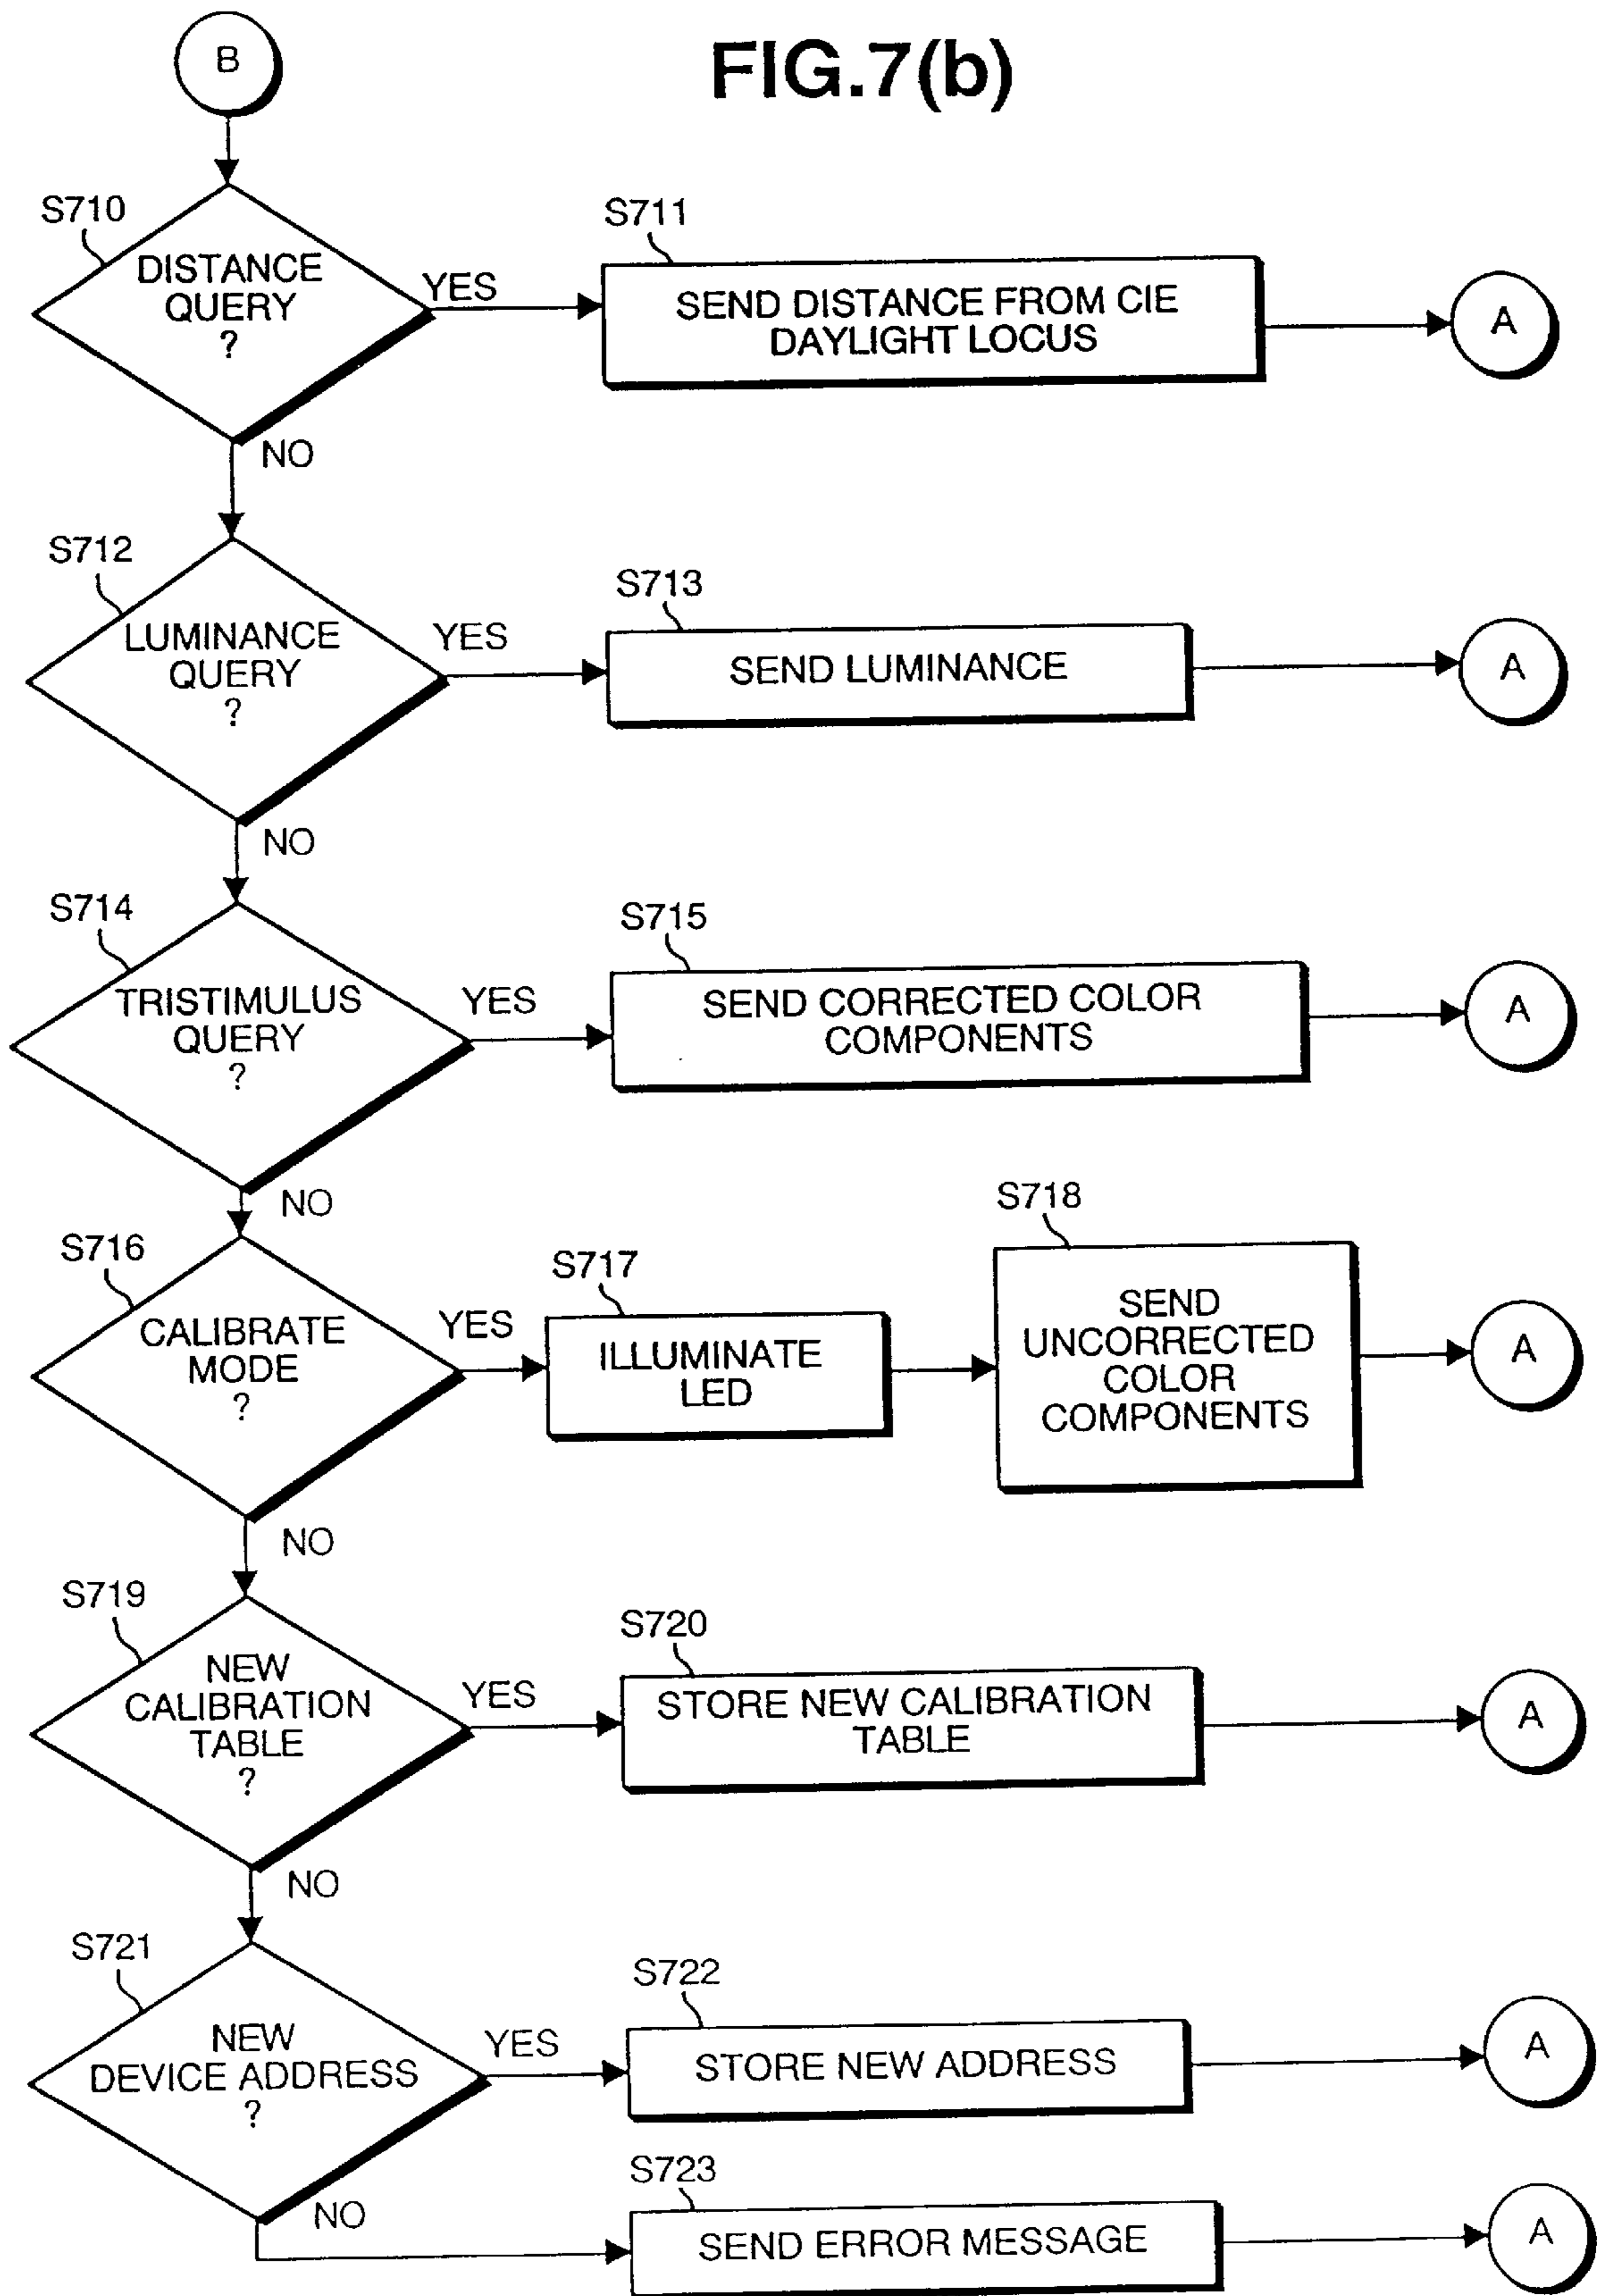 B
FIG.7(b)
S710
DISTANCE
QUERY
?
YES
NO
S711
SEND DISTANCE FROM CIE
DAYLIGHT LOCUS
A
S712
LUMINANCE
QUERY
?
YES
NO
S713
SEND LUMINANCE
A
S714
TRISTIMULUS
QUERY
?
YES
NO
S715
SEND CORRECTED COLOR
COMPONENTS
A
S716
CALIBRATE
MODE
?
YES
NO
S717
ILLUMINATE
LED
S718
SEND
UNCORRECTED
COLOR
COMPONENTS
A
S719
NEW
CALIBRATION
TABLE
?
YES
NO
S720
STORE NEW CALIBRATION
TABLE
A
S721
NEW
DEVICE ADDRESS
?
YES
NO
S722
STORE NEW ADDRESS
A
S723
SEND ERROR MESSAGE
A